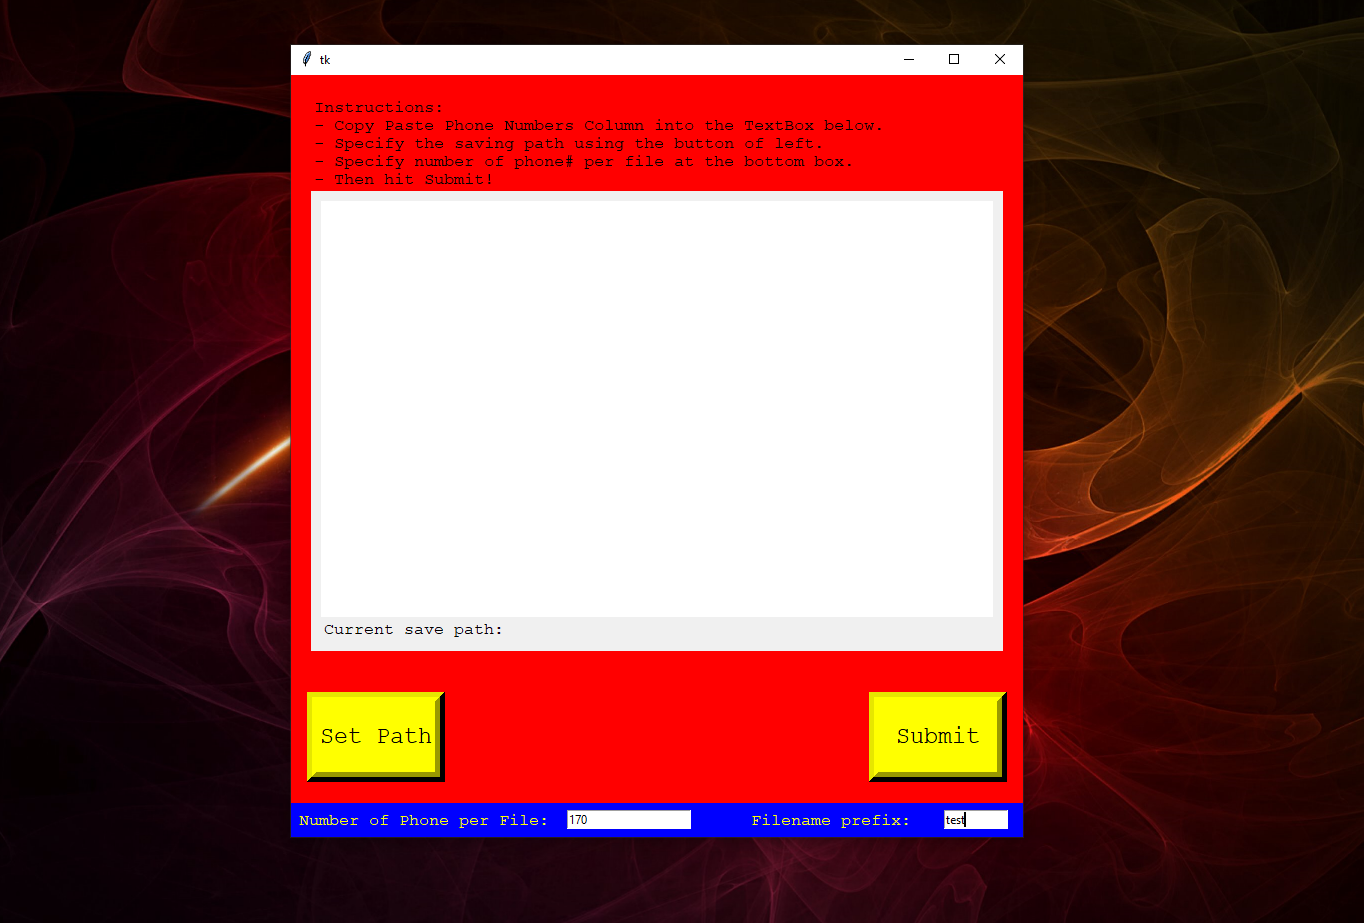 tk
Instructions:
- Copy Paste Phone Numbers Column into the TextBox below.
- Specify the saving path using the button of left.
- Specify number of phone# per file at the bottom box.
- Then hit Submit!
Current save path:
Set Path
Submit
Number of Phone per File: 170 Filename prefix: test